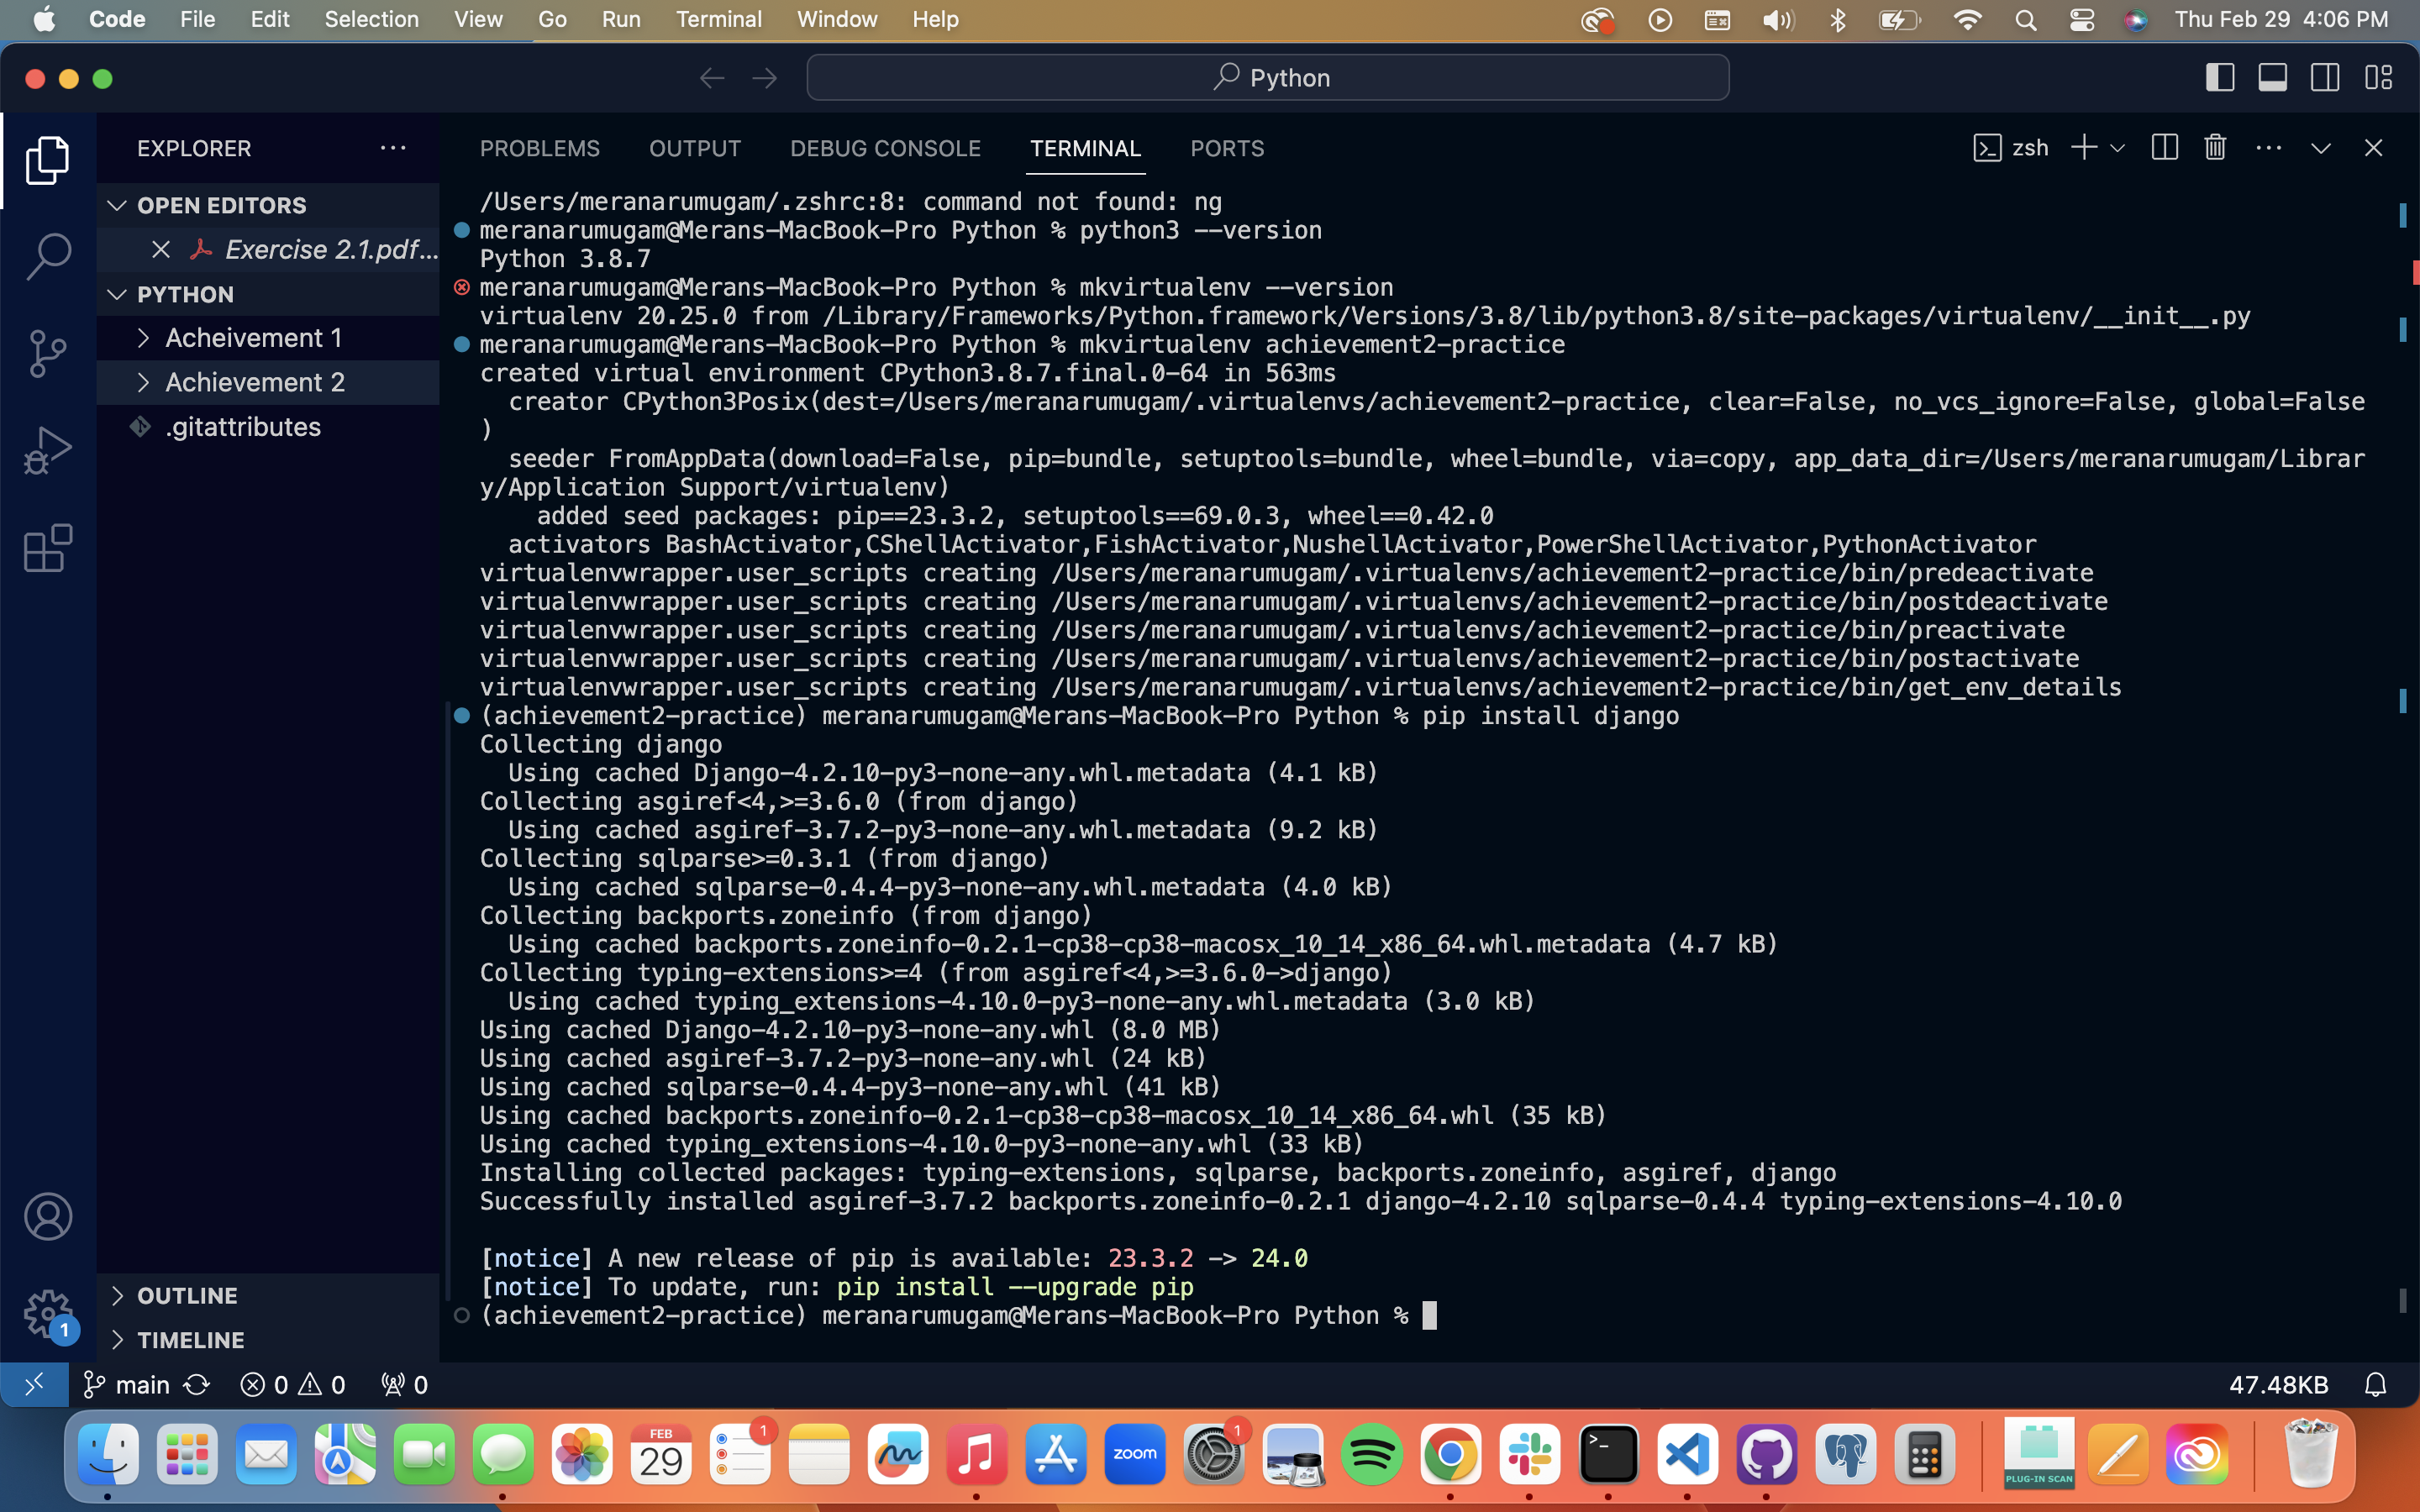 Code File Edit Selection View Go Run Terminal Window Help Thu Feb 29 4:06 PM
Python
EXPLORER
OPEN EDITORS
Exercise 2.1.pdf...
PYTHON
Acheivement 1
Achievement 2
.gitattributes
OUTLINE
TIMELINE
1
PROBLEMS OUTPUT DEBUG CONSOLE TERMINAL PORTS zsh
/Users/meranarumugam/.zshrc:8: command not found: ng
meranarumugam@Merans-MacBook-Pro Python % python3 --version
Python 3.8.7
meranarumugam@Merans-MacBook-Pro Python % mkvirtualenv --version
virtualenv 20.25.0 from /Library/Frameworks/Python.framework/Versions/3.8/lib/python3.8/site-packages/virtualenv/__init__.py
meranarumugam@Merans-MacBook-Pro Python % mkvirtualenv achievement2-practice
created virtual environment CPython3.8.7.final.0-64 in 563ms
  creator CPython3Posix(dest=/Users/meranarumugam/.virtualenvs/achievement2-practice, clear=False, no_vcs_ignore=False, global=False
)
  seeder FromAppData(download=False, pip=bundle, setuptools=bundle, wheel=bundle, via=copy, app_data_dir=/Users/meranarumugam/Librar
y/Application Support/virtualenv)
    added seed packages: pip==23.3.2, setuptools==69.0.3, wheel==0.42.0
  activators BashActivator,CShellActivator,FishActivator,NushellActivator,PowerShellActivator,PythonActivator
virtualenvwrapper.user_scripts creating /Users/meranarumugam/.virtualenvs/achievement2-practice/bin/predeactivate
virtualenvwrapper.user_scripts creating /Users/meranarumugam/.virtualenvs/achievement2-practice/bin/postdeactivate
virtualenvwrapper.user_scripts creating /Users/meranarumugam/.virtualenvs/achievement2-practice/bin/preactivate
virtualenvwrapper.user_scripts creating /Users/meranarumugam/.virtualenvs/achievement2-practice/bin/postactivate
virtualenvwrapper.user_scripts creating /Users/meranarumugam/.virtualenvs/achievement2-practice/bin/get_env_details
(achievement2-practice) meranarumugam@Merans-MacBook-Pro Python % pip install django
Collecting django
  Using cached Django-4.2.10-py3-none-any.whl.metadata (4.1 kB)
Collecting asgiref<4,>=3.6.0 (from django)
  Using cached asgiref-3.7.2-py3-none-any.whl.metadata (9.2 kB)
Collecting sqlparse>=0.3.1 (from django)
  Using cached sqlparse-0.4.4-py3-none-any.whl.metadata (4.0 kB)
Collecting backports.zoneinfo (from django)
  Using cached backports.zoneinfo-0.2.1-cp38-cp38-macosx_10_14_x86_64.whl.metadata (4.7 kB)
Collecting typing-extensions>=4 (from asgiref<4,>=3.6.0->django)
  Using cached typing_extensions-4.10.0-py3-none-any.whl.metadata (3.0 kB)
Using cached Django-4.2.10-py3-none-any.whl (8.0 MB)
Using cached asgiref-3.7.2-py3-none-any.whl (24 kB)
Using cached sqlparse-0.4.4-py3-none-any.whl (41 kB)
Using cached backports.zoneinfo-0.2.1-cp38-cp38-macosx_10_14_x86_64.whl (35 kB)
Using cached typing_extensions-4.10.0-py3-none-any.whl (33 kB)
Installing collected packages: typing-extensions, sqlparse, backports.zoneinfo, asgiref, django
Successfully installed asgiref-3.7.2 backports.zoneinfo-0.2.1 django-4.2.10 sqlparse-0.4.4 typing-extensions-4.10.0
[notice] A new release of pip is available: 23.3.2 -> 24.0
[notice] To update, run: pip install --upgrade pip
(achievement2-practice) meranarumugam@Merans-MacBook-Pro Python %
main 0 0 0 47.48KB
FEB
29
1
zoom
1
PLUG-IN SCAN